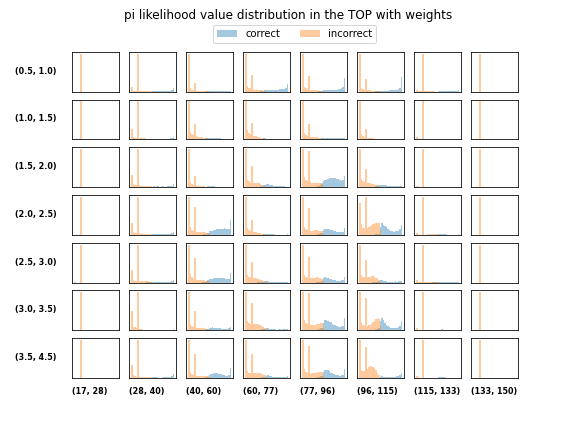 pi likelihood value distribution in the TOP with weights
correct incorrect
(0.5, 1.0)
(1.0, 1.5)
(1.5, 2.0)
(2.0, 2.5)
(2.5, 3.0)
(3.0, 3.5)
(3.5, 4.5)
(17, 28) (28, 40) (40, 60) (60, 77) (77, 96) (96, 115) (115, 133) (133, 150)